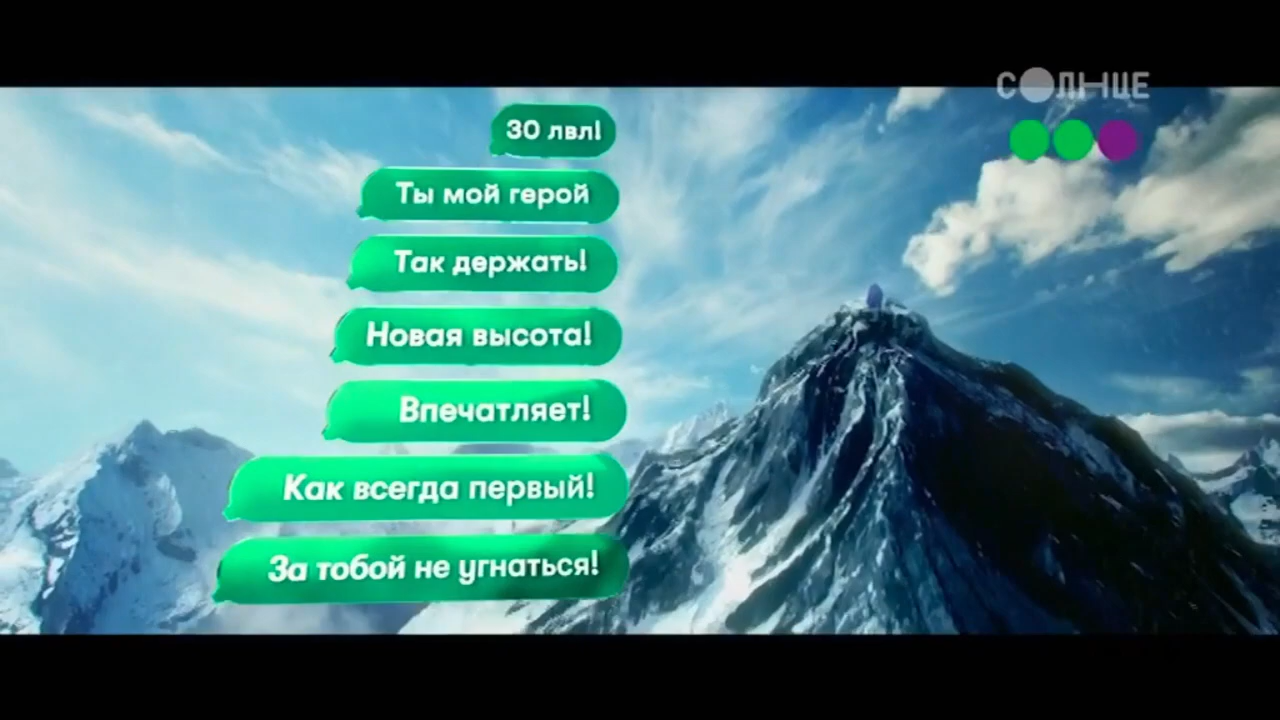 СОЛНЦЕ
30 лвл!
Ты мой герой
Так держать!
Новая высота!
Впечатляет!
Как всегда первый!
За тобой не угнаться!